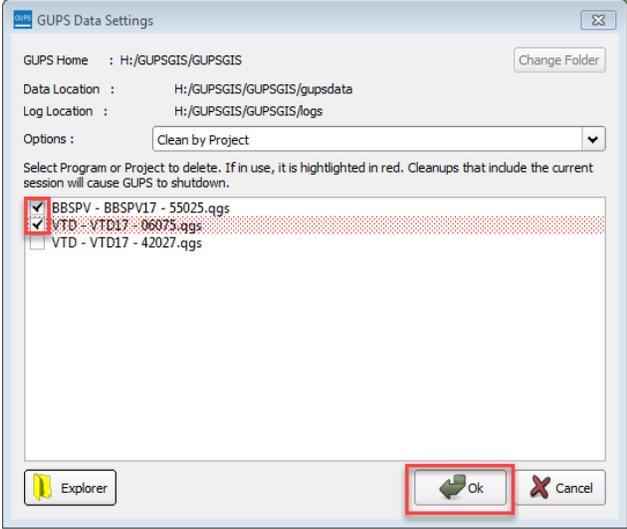 GUPS GUPS Data Settings
GUPS Home : H:/GUPSGIS/GUPSGIS Change Folder
Data Location : H:/GUPSGIS/GUPSGIS/gupsdata
Log Location : H:/GUPSGIS/GUPSGIS/logs
Options : Clean by Project
Select Program or Project to delete. If in use, it is hightlighted in red. Cleanups that include the current
session will cause GUPS to shutdown.
BBSPV - BBSPV17 - 55025.qgs
VTD - VTD17 - 06075.qgs
VTD - VTD17 - 42027.qgs
Explorer Ok Cancel